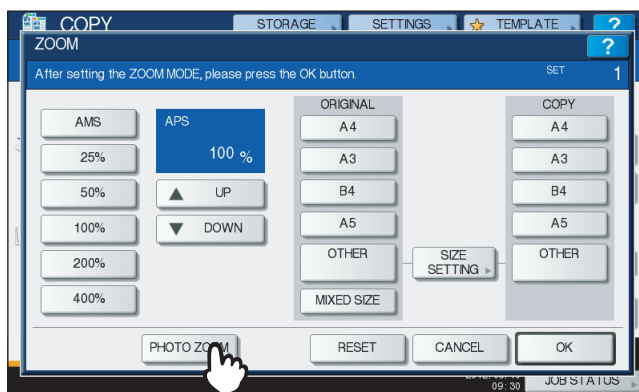 COPY
STORAGE
SETTINGS
TEMPLATE
?
ZOOM
?
After setting the ZOOM MODE, please press the OK button.
SET 1
AMS
25%
50%
100%
200%
400%
APS
100 %
UP
DOWN
ORIGINAL
A4
A3
B4
A5
OTHER
MIXED SIZE
SIZE
SETTING
COPY
A4
A3
B4
A5
OTHER
PHOTO ZOOM
RESET
CANCEL
OK
09:30
JOB STATUS